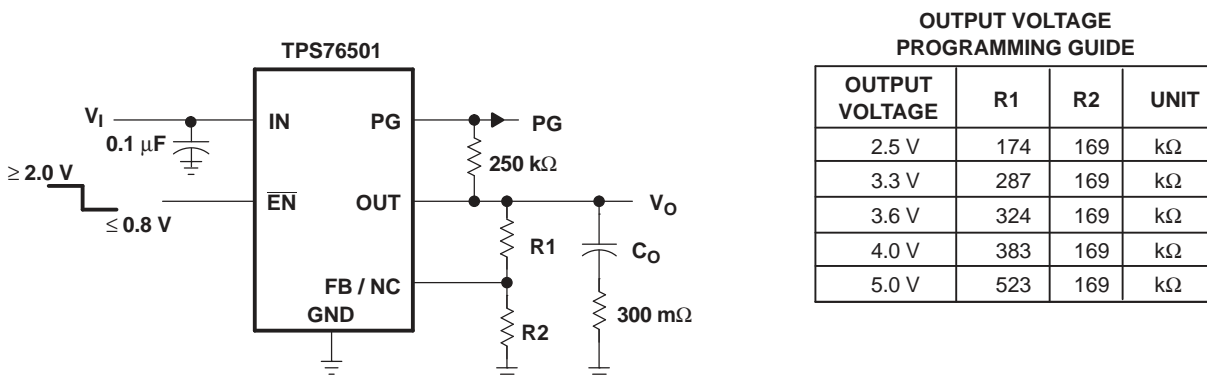 TPS76501
V_I
IN
PG
PG
0.1 μF
250 kΩ
≥ 2.0 V
≤ 0.8 V
EN
OUT
V_O
R1
C_O
FB / NC
GND
R2
300 mΩ
OUTPUT VOLTAGE
PROGRAMMING GUIDE
OUTPUT VOLTAGE R1 R2 UNIT
2.5 V 174 169 kΩ
3.3 V 287 169 kΩ
3.6 V 324 169 kΩ
4.0 V 383 169 kΩ
5.0 V 523 169 kΩ